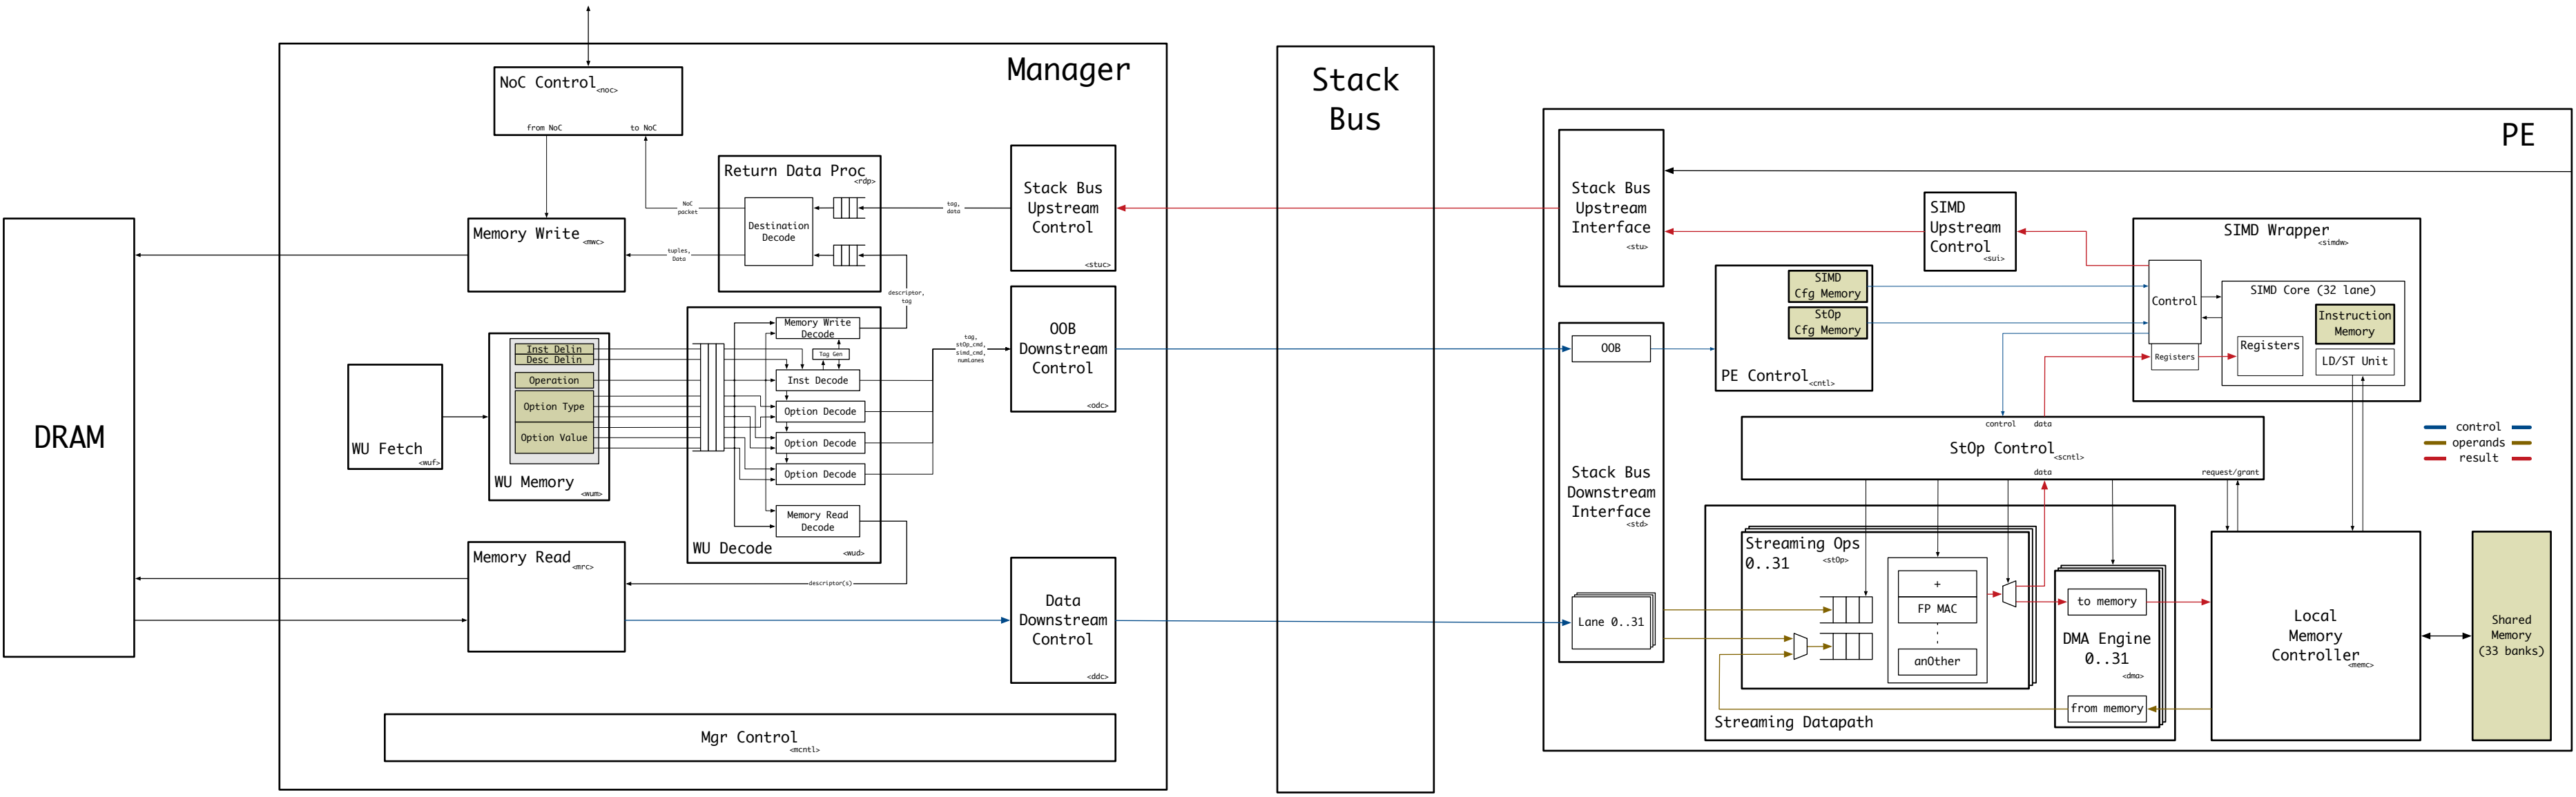 DRAM
Manager
NoC Control
<noc>
from NoC
to NoC
Memory Write
<mwc>
Return Data Proc
<rdp>
Destination
Decode
NoC
packet
tuples,
Data
tag,
data
descriptor,
tag
Stack Bus
Upstream
Control
<stuc>
WU Fetch
<wuf>
Inst Delin
Desc Delin
Operation
Option Type
Option Value
WU Memory
<wum>
Memory Write
Decode
Tag Gen
Inst Decode
Option Decode
Option Decode
Option Decode
Memory Read
Decode
WU Decode
<wud>
tag,
stOp_cmd,
simd_cmd,
numLanes
OOB
Downstream
Control
<odc>
Memory Read
<mrc>
descriptor(s)
Data
Downstream
Control
<ddc>
Mgr Control
<mcntl>
Stack
Bus
PE
Stack Bus
Upstream
Interface
<stu>
SIMD
Upstream
Control
<sui>
SIMD Wrapper
<simdw>
Control
Registers
SIMD Core (32 lane)
Instruction
Memory
Registers
LD/ST Unit
SIMD
Cfg Memory
StOp
Cfg Memory
PE Control
<cntl>
OOB
Stack Bus
Downstream
Interface
<std>
Lane 0..31
control
data
StOp Control
<scntl>
data
request/grant
control
operands
result
Streaming Ops
0..31
<stOp>
+
FP MAC
anOther
Streaming Datapath
to memory
DMA Engine
0..31
<dma>
from memory
Local
Memory
Controller
<memc>
Shared
Memory
(33 banks)